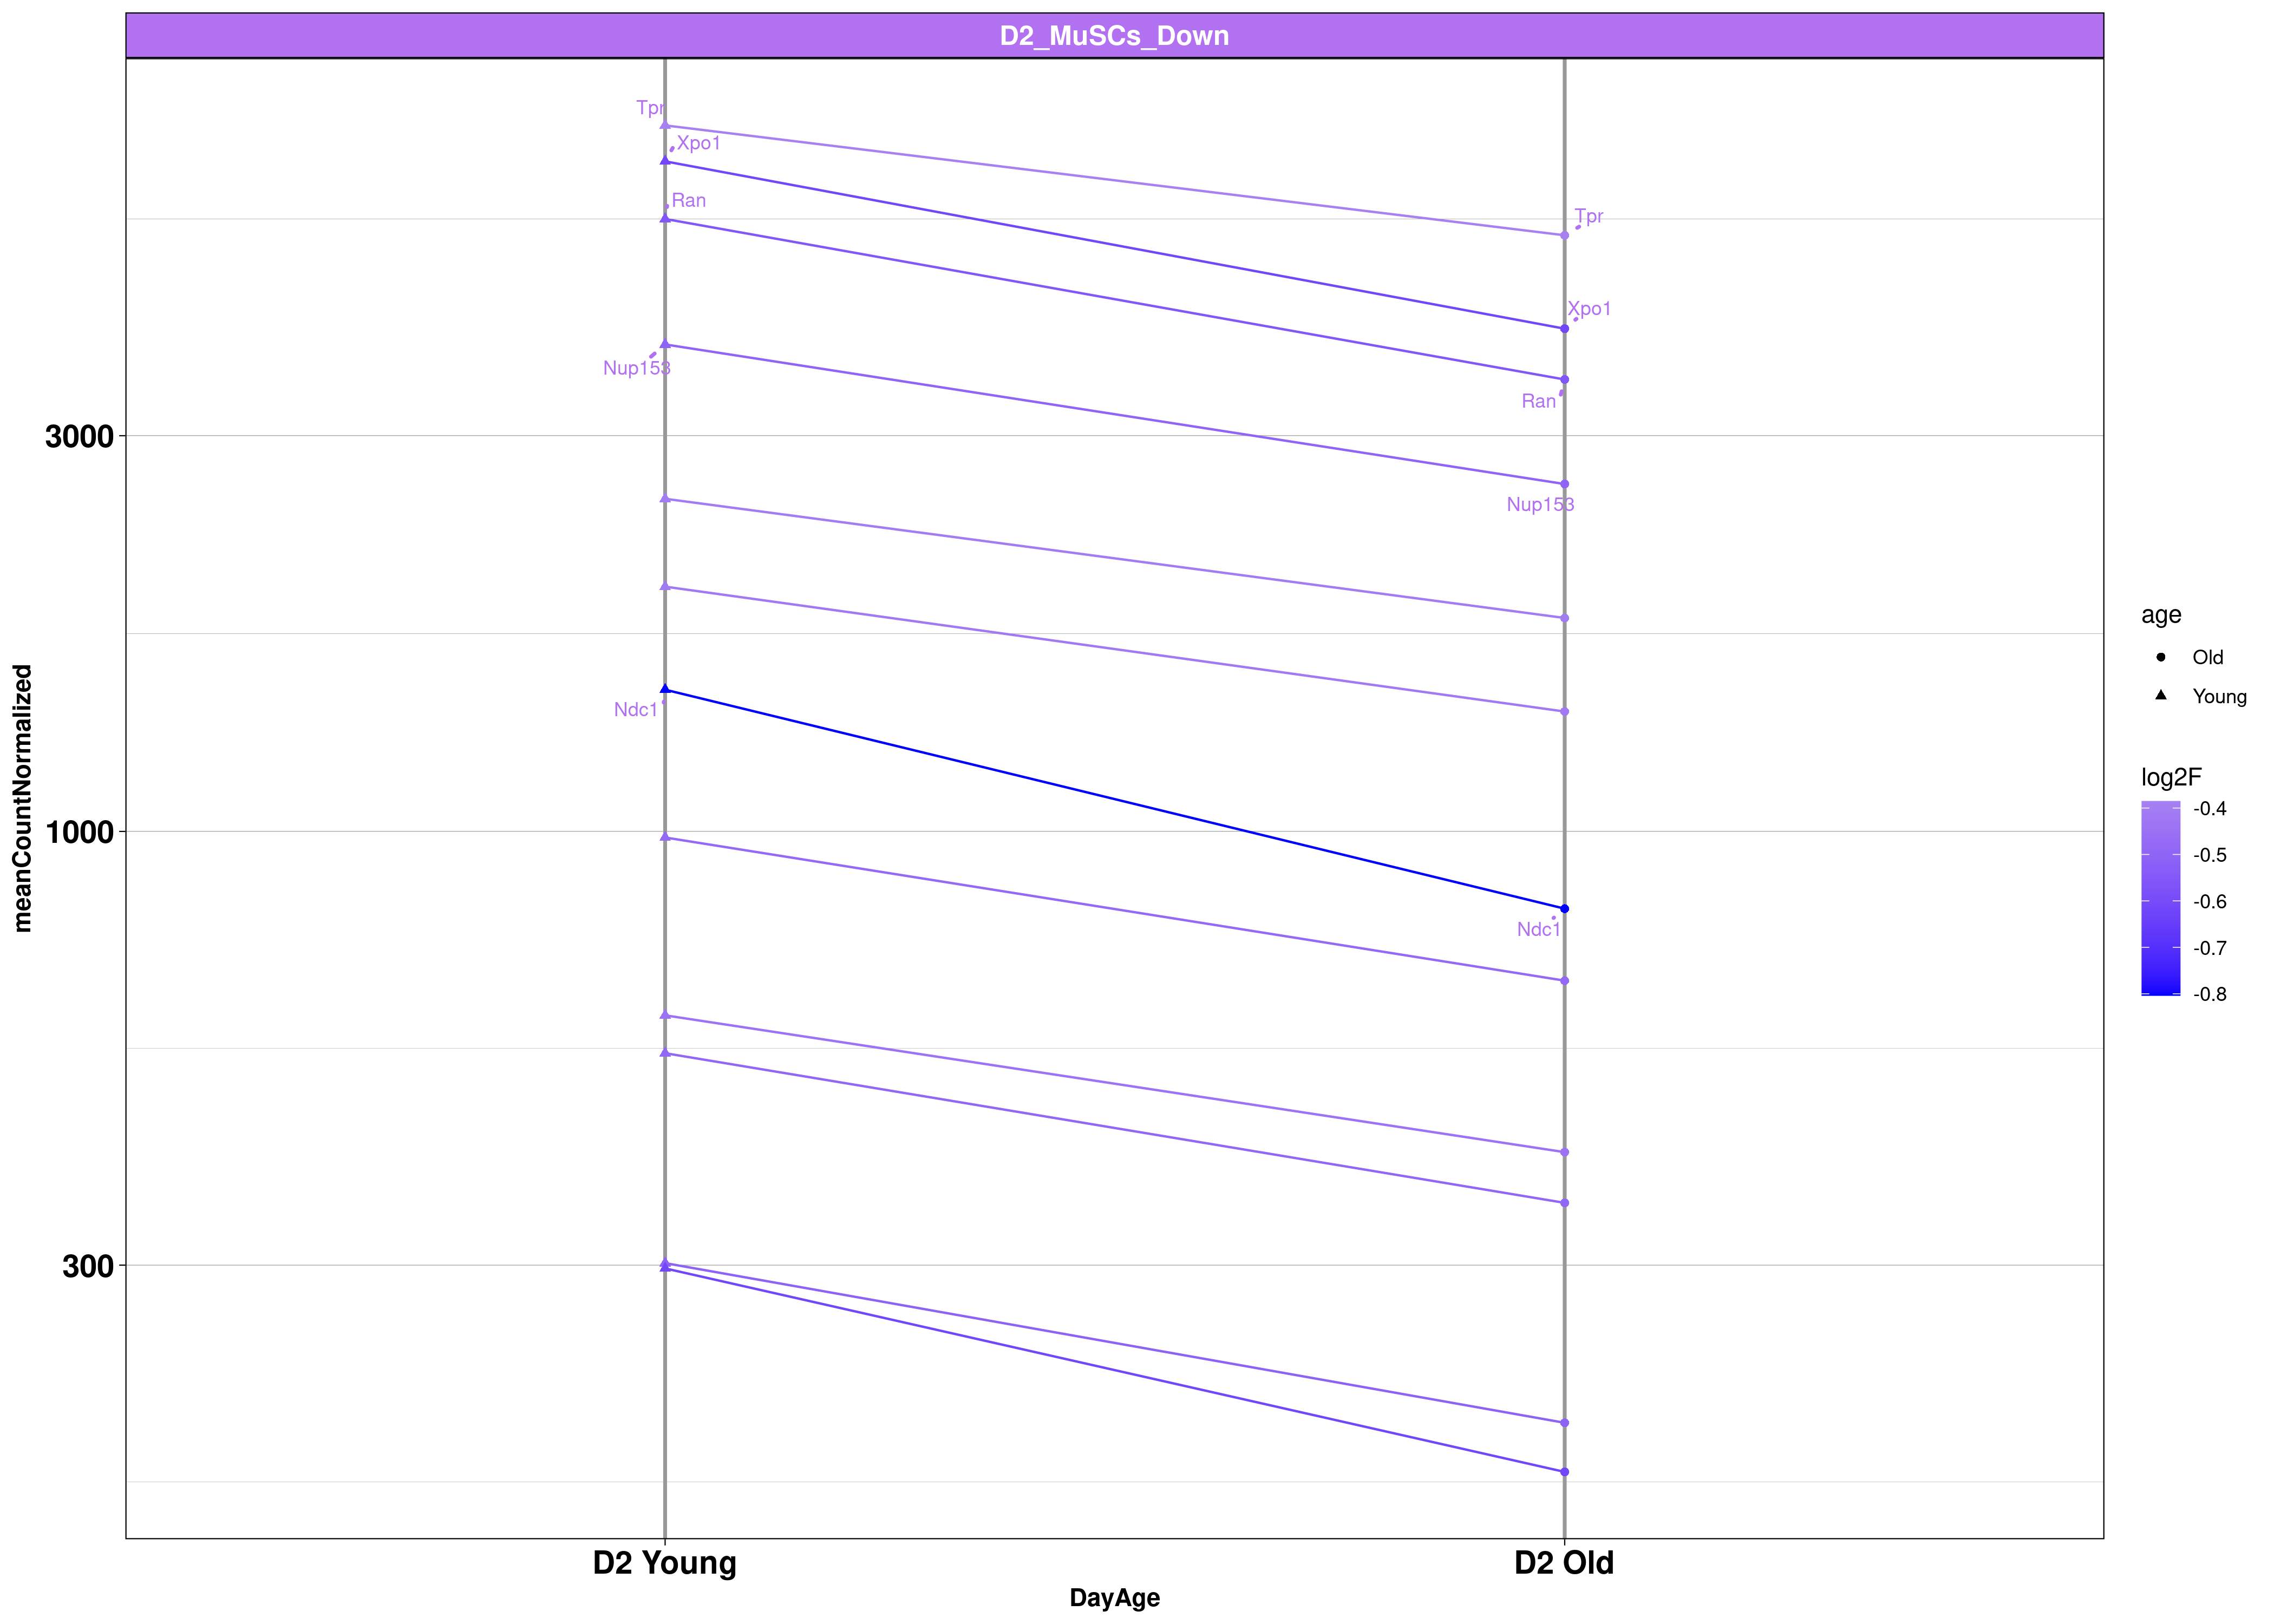 D2_MuSCs_Down
Tpr
Xpo1
Ran
Tpr
Xpo1
Nup153
Ran
3000
Nup153
Ndc1
1000
Ndc1
300
meanCountNormalized
D2 Young
D2 Old
DayAge
age
Old
Young
log2F
-0.4
-0.5
-0.6
-0.7
-0.8